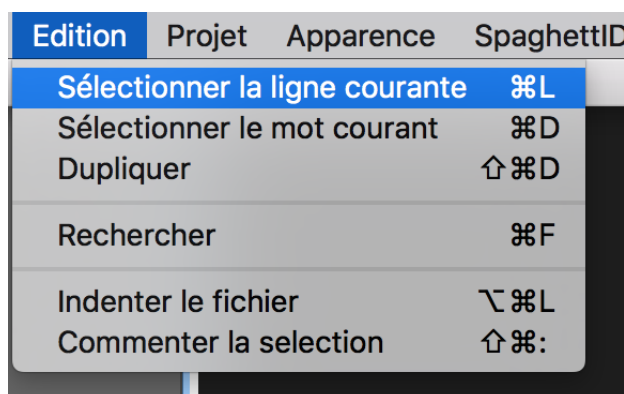 Edition Projet Apparence SpaghettID
Sélectionner la ligne courante ⌘L
Sélectionner le mot courant ⌘D
Dupliquer ⇧⌘D
Rechercher ⌘F
Indenter le fichier ⌥⌘L
Commenter la selection ⇧⌘: